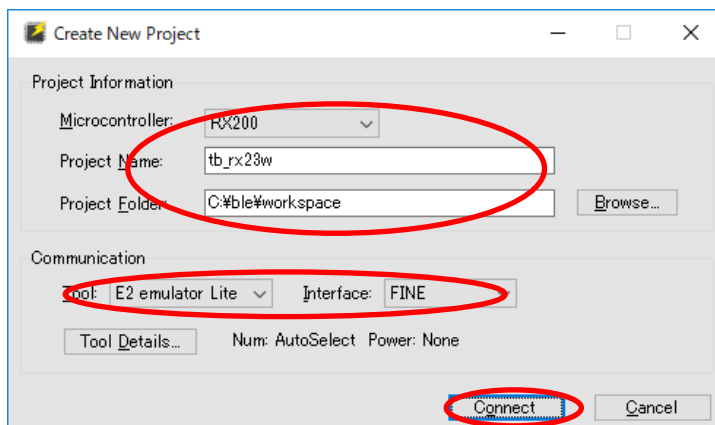 Create New Project
Project Information
Microcontroller: RX200
Project Name: tb_rx23w
Project Folder: C:¥ble¥workspace Browse...
Communication
Tool: E2 emulator Lite Interface: FINE
Tool Details... Num: AutoSelect Power: None
Connect Cancel